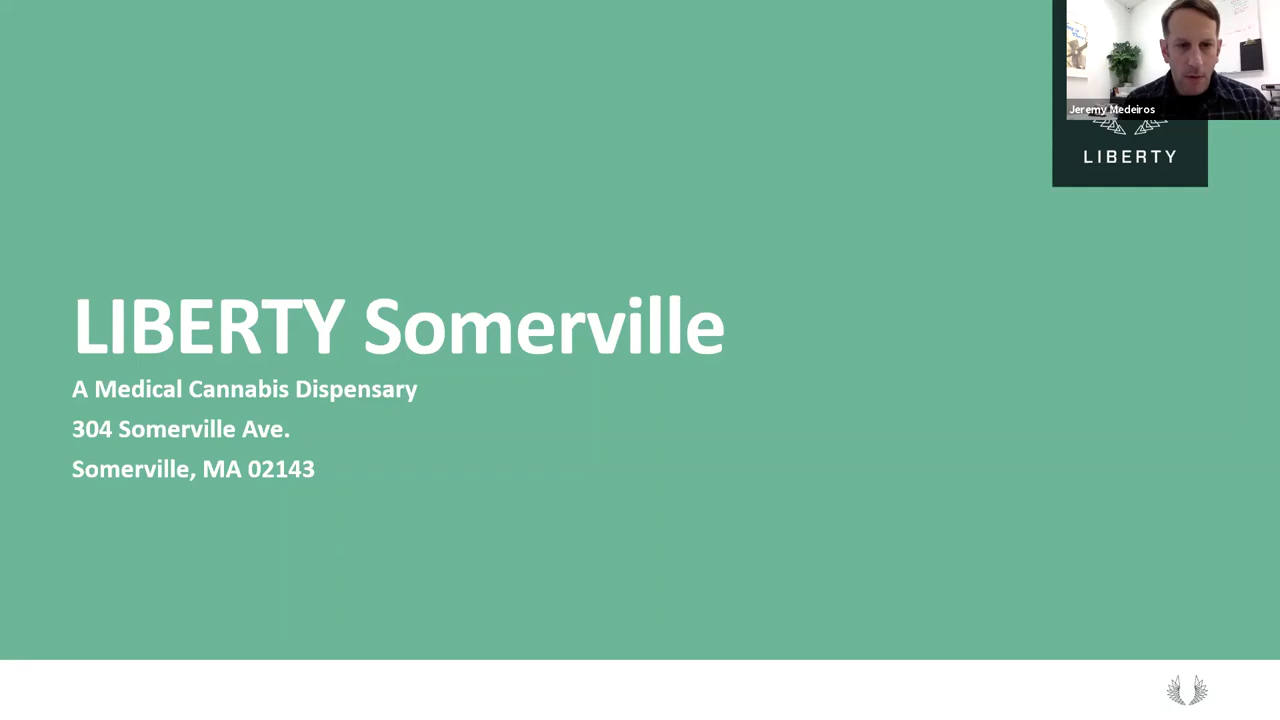 Jeremy Medeiros
LIBERTY
LIBERTY Somerville
A Medical Cannabis Dispensary
304 Somerville Ave.
Somerville, MA 02143